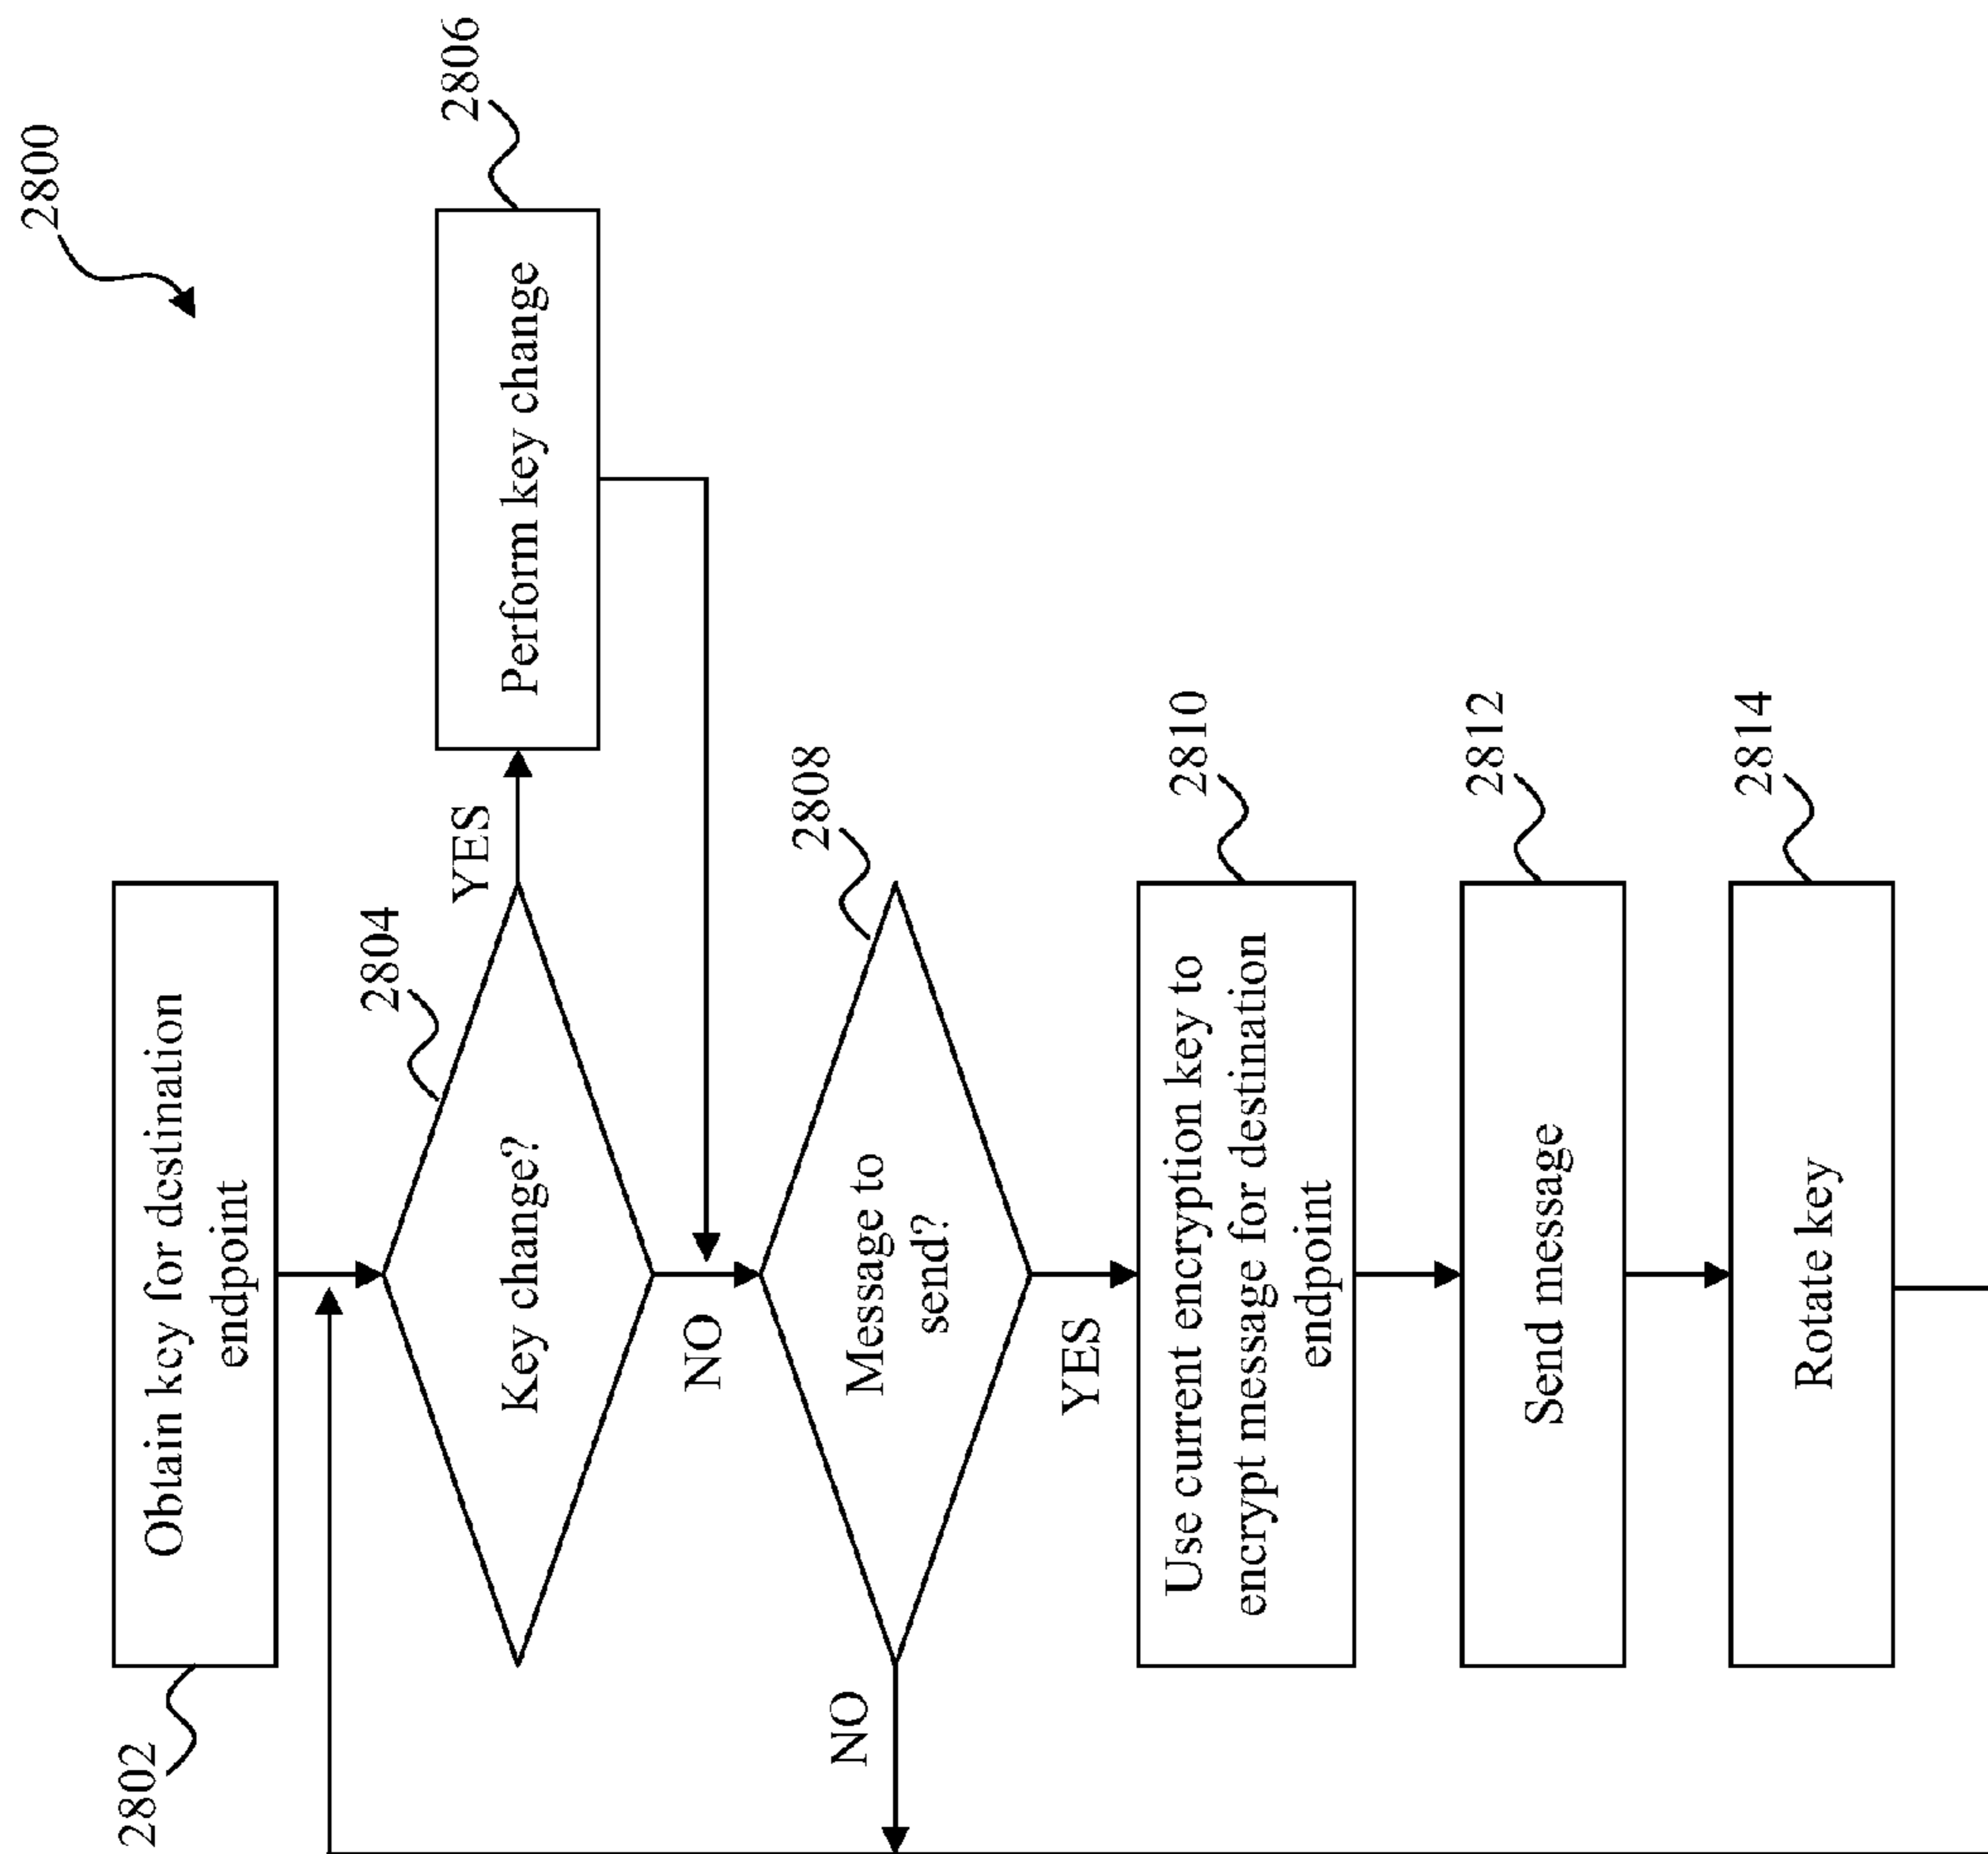 2800
2802
Obtain key for destination
endpoint
2804
Key change?
YES
2806
Perform key change
NO
2808
Message to
send?
NO
YES
2810
Use current encryption key to
encrypt message for destination
endpoint
2812
Send message
2814
Rotate key